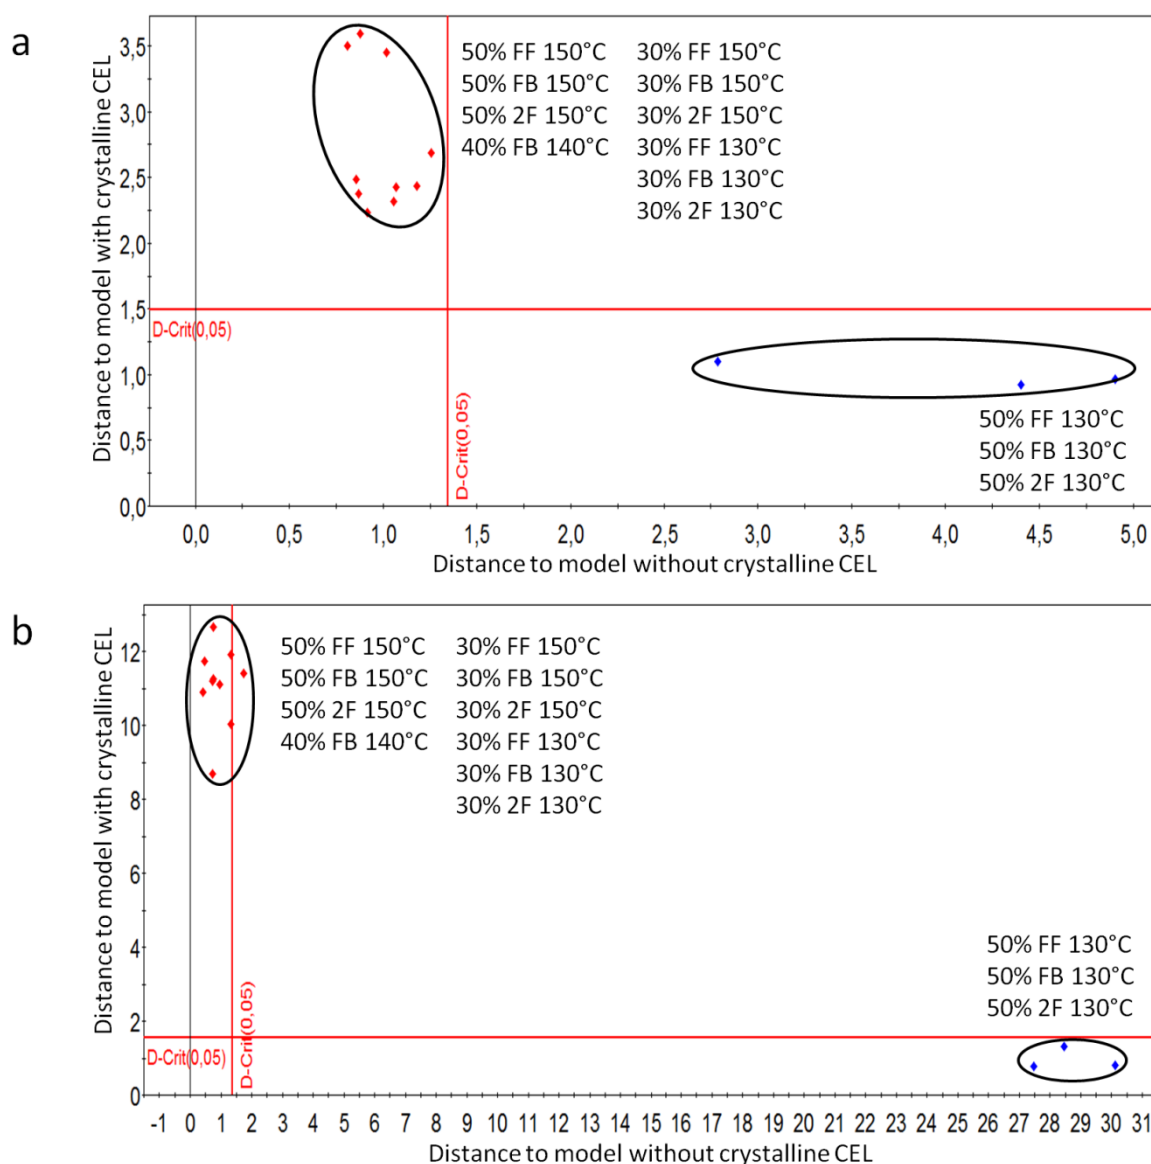 a
Distance to model with crystalline CEL
3,5
3,0
2,5
2,0
1,5
1,0
0,5
0,0
50% FF 150°C 30% FF 150°C
50% FB 150°C 30% FB 150°C
50% 2F 150°C 30% 2F 150°C
40% FB 140°C 30% FF 130°C
30% FB 130°C
30% 2F 130°C
D-Crit(0,05)
D-Crit(0,05)
50% FF 130°C
50% FB 130°C
50% 2F 130°C
0,0 0,5 1,0 1,5 2,0 2,5 3,0 3,5 4,0 4,5 5,0
Distance to model without crystalline CEL
b
Distance to model with crystalline CEL
12
10
8
6
4
2
0
50% FF 150°C 30% FF 150°C
50% FB 150°C 30% FB 150°C
50% 2F 150°C 30% 2F 150°C
40% FB 140°C 30% FF 130°C
30% FB 130°C
30% 2F 130°C
50% FF 130°C
50% FB 130°C
50% 2F 130°C
D-Crit(0,05)
D-Crit(0,05)
-1 0 1 2 3 4 5 6 7 8 9 10 11 12 13 14 15 16 17 18 19 20 21 22 23 24 25 26 27 28 29 30 31
Distance to model without crystalline CEL